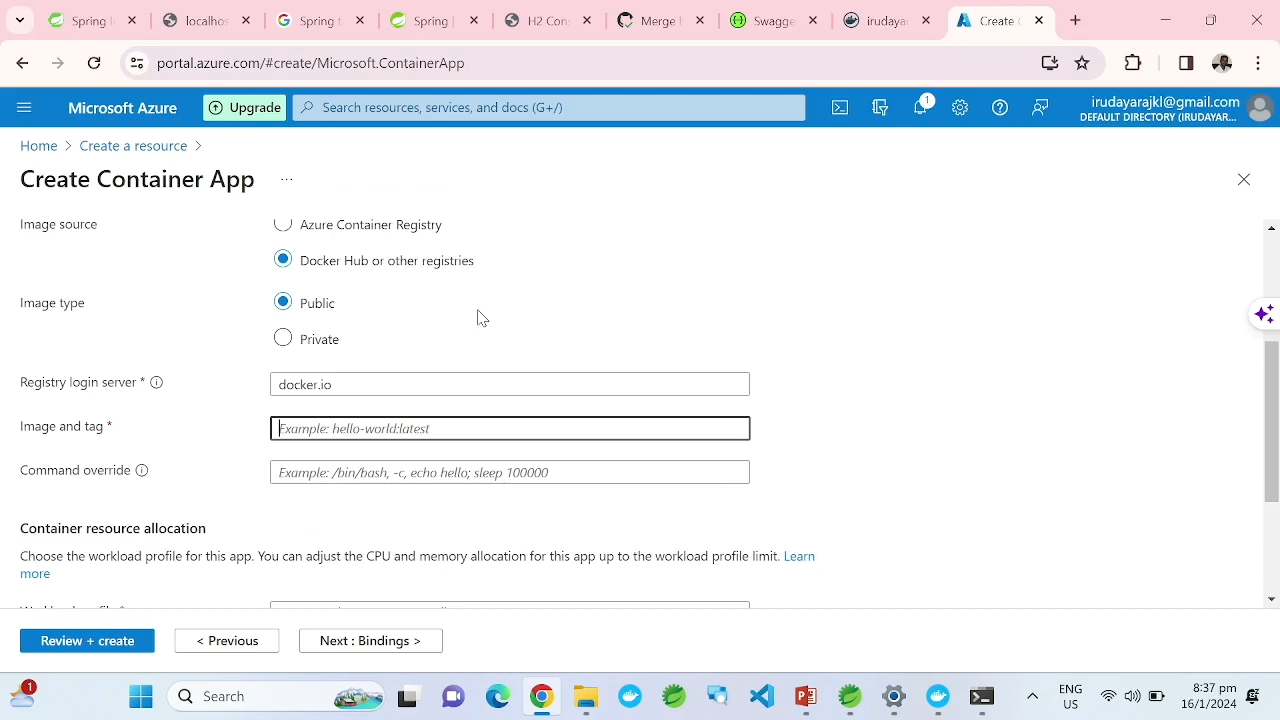 Spring I
localhos
Spring t
Spring |
H2 Cons
Merge b
Swagge
irudaya
Create C
portal.azure.com/#create/Microsoft.ContainerApp
Microsoft Azure
Upgrade
Search resources, services, and docs (G+/)
1
irudayarajkl@gmail.com
DEFAULT DIRECTORY (IRUDAYAR...
Home > Create a resource >
Create Container App ...
Image source
Azure Container Registry
Docker Hub or other registries
Image type
Public
Private
Registry login server *
docker.io
Image and tag *
Example: hello-world:latest
Command override
Example: /bin/bash, -c, echo hello; sleep 100000
Container resource allocation
Choose the workload profile for this app. You can adjust the CPU and memory allocation for this app up to the workload profile limit. Learn
more
Review + create
< Previous
Next : Bindings >
1
Search
ENG
US
8:37 pm
16/1/2024